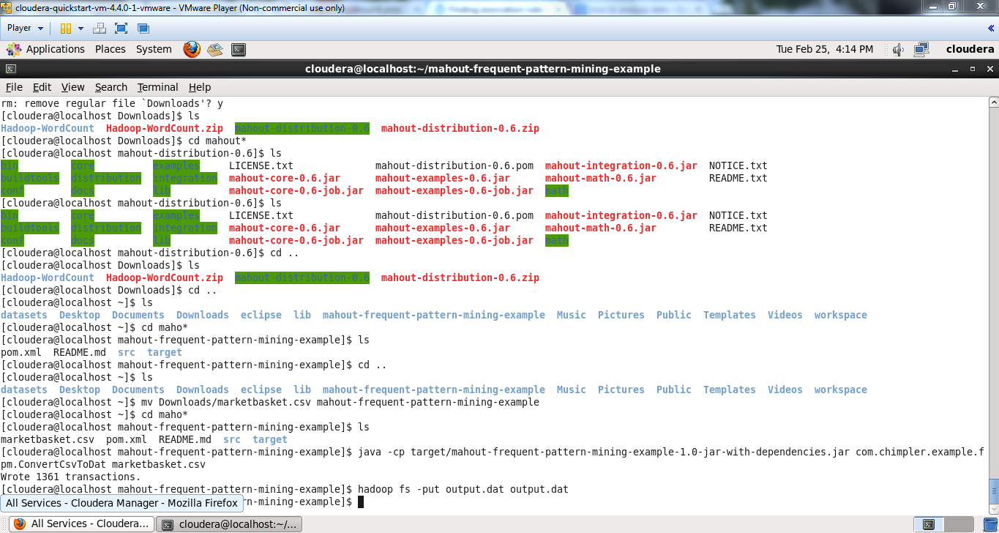 cloudera-quickstart-vm-4.4.0-1-vmware - VMware Player (Non-commercial use only)
Player
Applications Places System Tue Feb 25, 4:14 PM cloudera
cloudera@localhost:~/mahout-frequent-pattern-mining-example
File Edit View Search Terminal Help
rm: remove regular file `Downloads'? y
[cloudera@localhost Downloads]$ ls
Hadoop-WordCount Hadoop-WordCount.zip mahout-distribution-0.6 mahout-distribution-0.6.zip
[cloudera@localhost Downloads]$ cd mahout*
[cloudera@localhost mahout-distribution-0.6]$ ls
bin core examples LICENSE.txt mahout-distribution-0.6.pom mahout-integration-0.6.jar NOTICE.txt
buildtools distribution integration mahout-core-0.6.jar mahout-examples-0.6.jar mahout-math-0.6.jar README.txt
conf docs lib mahout-core-0.6-job.jar mahout-examples-0.6-job.jar math
[cloudera@localhost mahout-distribution-0.6]$ ls
bin core examples LICENSE.txt mahout-distribution-0.6.pom mahout-integration-0.6.jar NOTICE.txt
buildtools distribution integration mahout-core-0.6.jar mahout-examples-0.6.jar mahout-math-0.6.jar README.txt
conf docs lib mahout-core-0.6-job.jar mahout-examples-0.6-job.jar math
[cloudera@localhost mahout-distribution-0.6]$ cd ..
[cloudera@localhost Downloads]$ ls
Hadoop-WordCount Hadoop-WordCount.zip mahout-distribution-0.6 mahout-distribution-0.6.zip
[cloudera@localhost Downloads]$ cd ..
[cloudera@localhost ~]$ ls
datasets Desktop Documents Downloads eclipse lib mahout-frequent-pattern-mining-example Music Pictures Public Templates Videos workspace
[cloudera@localhost ~]$ cd maho*
[cloudera@localhost mahout-frequent-pattern-mining-example]$ ls
pom.xml README.md src target
[cloudera@localhost mahout-frequent-pattern-mining-example]$ cd ..
[cloudera@localhost ~]$ ls
datasets Desktop Documents Downloads eclipse lib mahout-frequent-pattern-mining-example Music Pictures Public Templates Videos workspace
[cloudera@localhost ~]$ mv Downloads/marketbasket.csv mahout-frequent-pattern-mining-example
[cloudera@localhost ~]$ cd maho*
[cloudera@localhost mahout-frequent-pattern-mining-example]$ ls
marketbasket.csv pom.xml README.md src target
[cloudera@localhost mahout-frequent-pattern-mining-example]$ java -cp target/mahout-frequent-pattern-mining-example-1.0-jar-with-dependencies.jar com.chimpler.example.f
pm.ConvertCsvToDat marketbasket.csv
Wrote 1361 transactions.
[cloudera@localhost mahout-frequent-pattern-mining-example]$ hadoop fs -put output.dat output.dat
All Services - Cloudera Manager - Mozilla Firefox rn-mining-example]$
All Services - Cloudera... cloudera@localhost:~/...